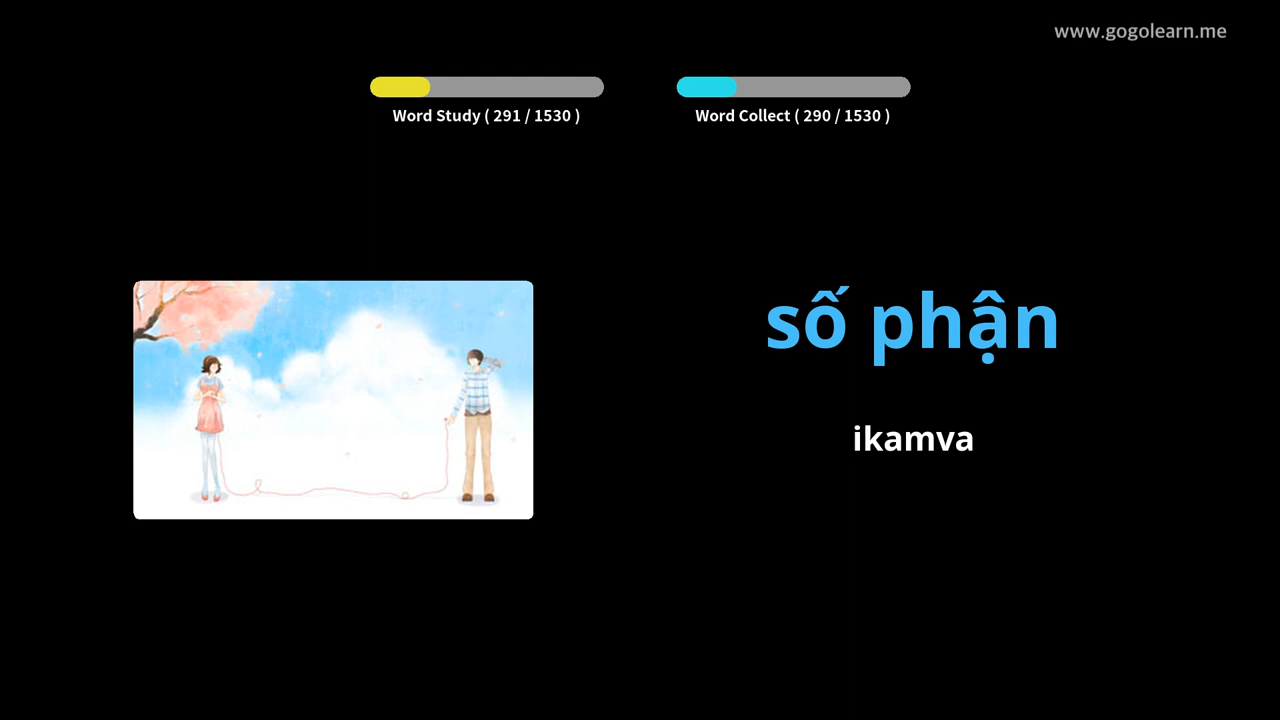 www.gogolearn.me
Word Study ( 291 / 1530 )
Word Collect ( 290 / 1530 )
số phận
ikamva